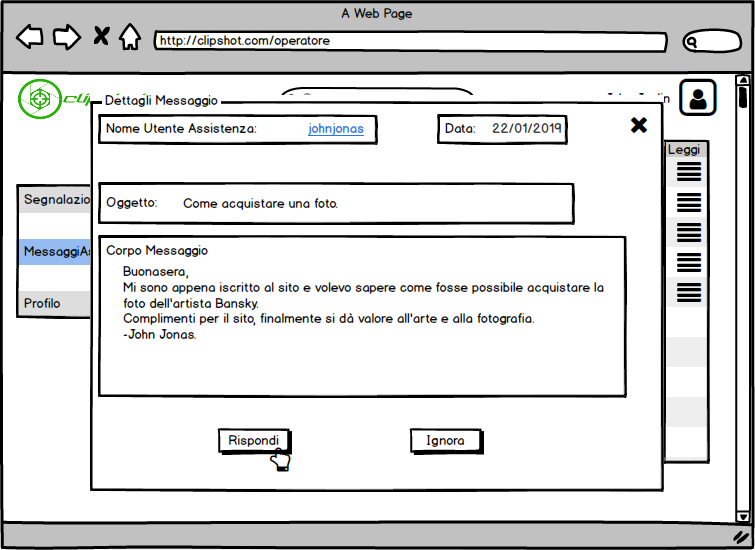 A Web Page
http://clipshot.com/operatore
Dettagli Messaggio
Nome Utente Assistenza: johnjonas
Data: 22/01/2019
Leggi
Segnalazio
Oggetto: Come acquistare una foto.
MessaggiAs
Corpo Messaggio
Buonasera,
Mi sono appena iscritto al sito e volevo sapere come fosse possibile acquistare la
foto dell'artista Bansky.
Complimenti per il sito, finalmente si dà valore all'arte e alla fotografia.
-John Jonas.
Profilo
Rispondi
Ignora